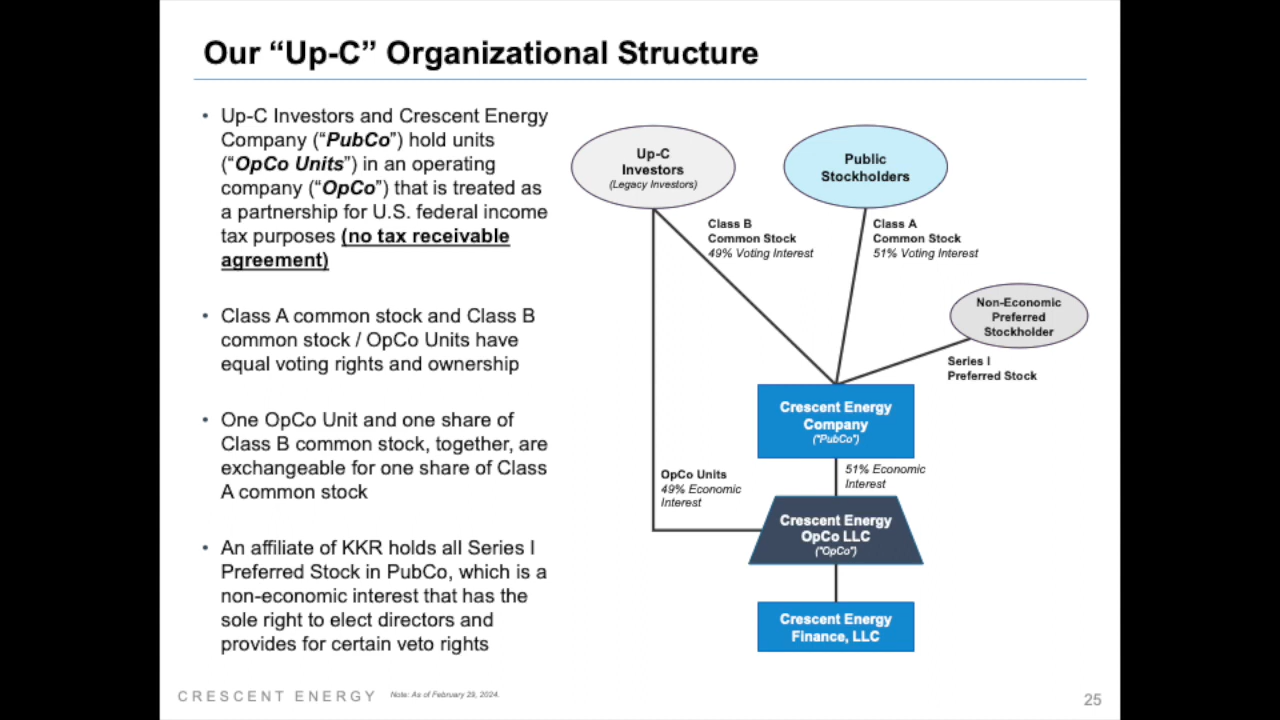 Our “Up-C” Organizational Structure
• Up-C Investors and Crescent Energy
Company (“PubCo”) hold units
(“OpCo Units”) in an operating
company (“OpCo”) that is treated as
a partnership for U.S. federal income
tax purposes (no tax receivable
agreement)
• Class A common stock and Class B
common stock / OpCo Units have
equal voting rights and ownership
• One OpCo Unit and one share of
Class B common stock, together, are
exchangeable for one share of Class
A common stock
• An affiliate of KKR holds all Series I
Preferred Stock in PubCo, which is a
non-economic interest that has the
sole right to elect directors and
provides for certain veto rights
Up-C
Investors
(Legacy Investors)
Public
Stockholders
Class B
Common Stock
49% Voting Interest
Class A
Common Stock
51% Voting Interest
Non-Economic
Preferred
Stockholder
Series I
Preferred Stock
Crescent Energy
Company
("PubCo")
OpCo Units
49% Economic
Interest
51% Economic
Interest
Crescent Energy
OpCo LLC
("OpCo")
Crescent Energy
Finance, LLC
CRESCENT ENERGY
Note: As of February 29, 2024.
25